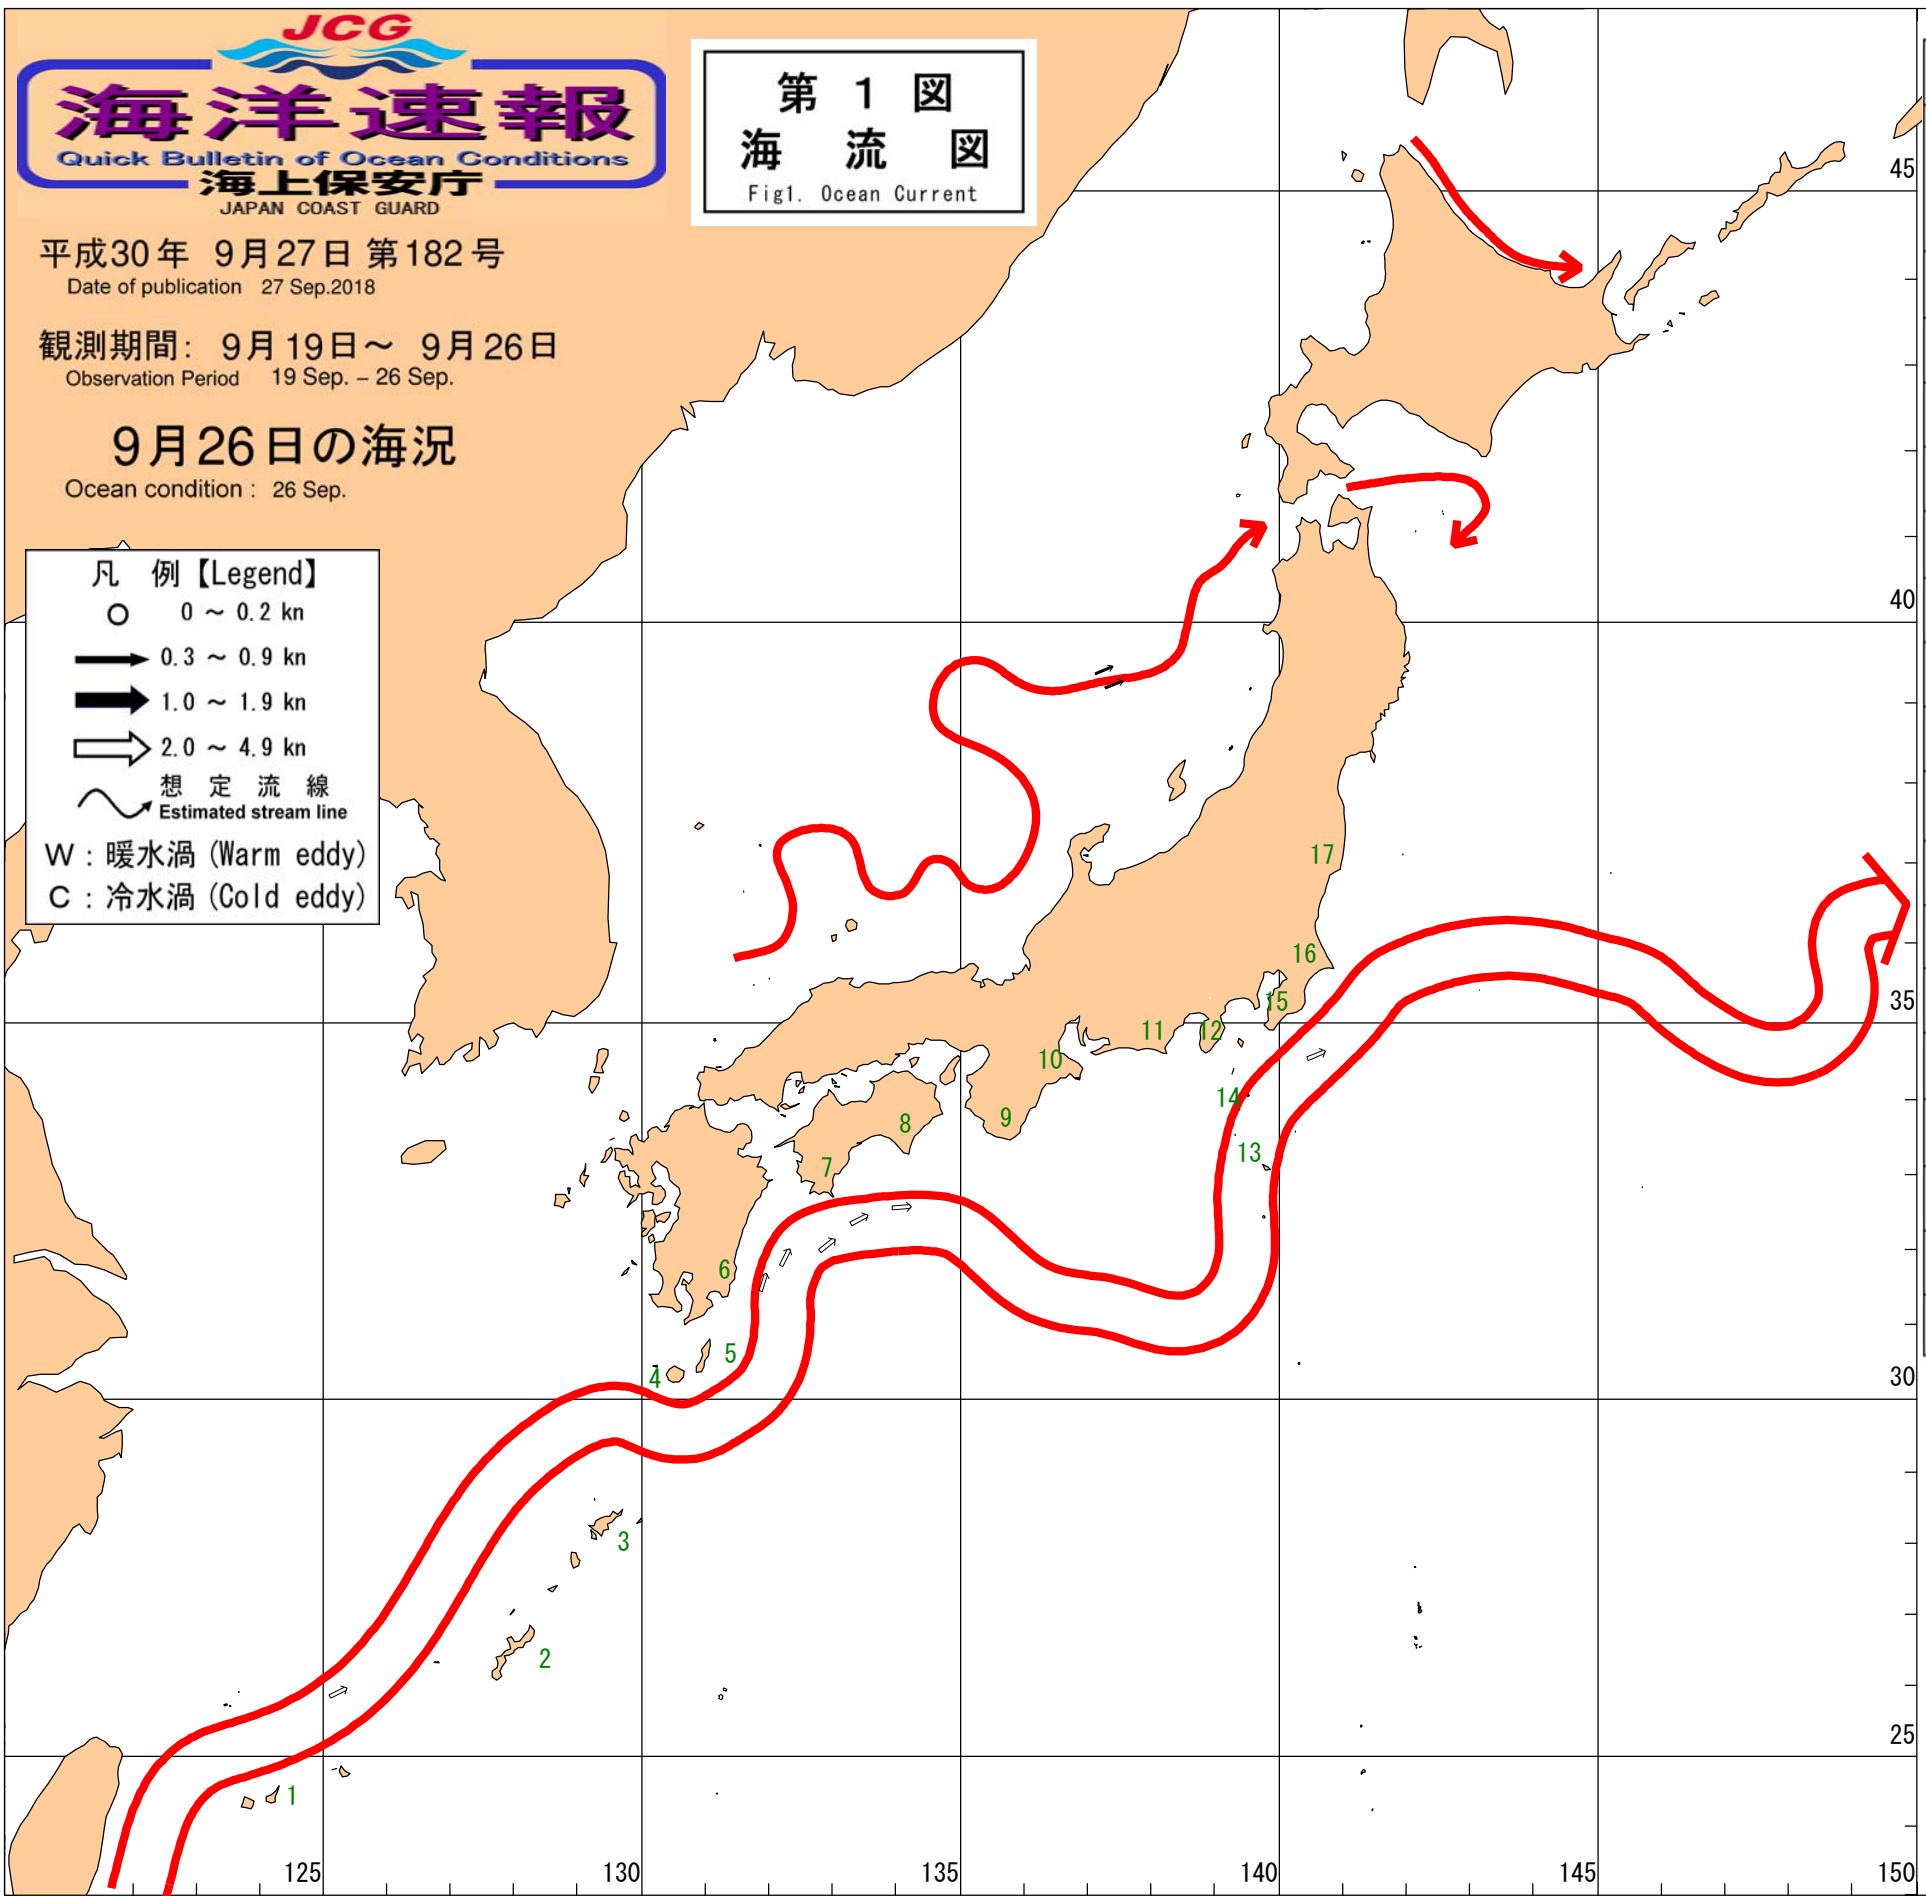 JCG
海洋速報
Quick Bulletin of Ocean Conditions
海上保安庁
JAPAN COAST GUARD
平成30年 9月27日 第182号
Date of publication 27 Sep.2018
観測期間: 9月19日～ 9月26日
Observation Period 19 Sep. – 26 Sep.
9月26日の海況
Ocean condition : 26 Sep.
第 1 図
海 流 図
Fig1. Ocean Current
凡 例【Legend】
0 ～ 0.2 kn
0.3 ～ 0.9 kn
1.0 ～ 1.9 kn
2.0 ～ 4.9 kn
想 定 流 線
Estimated stream line
W : 暖水渦 (Warm eddy)
C : 冷水渦 (Cold eddy)
45
40
35
30
25
17
16
15
12
11
10
14
13
9
8
7
6
5
4
3
2
1
125
130
135
140
145
150